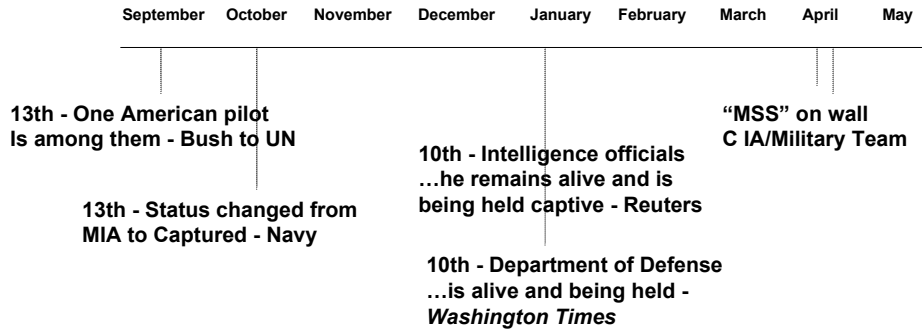 September October November December January February March April May
13th - One American pilot
Is among them - Bush to UN
"MSS" on wall
C IA/Military Team
10th - Intelligence officials
…he remains alive and is
being held captive - Reuters
13th - Status changed from
MIA to Captured - Navy
10th - Department of Defense
…is alive and being held -
Washington Times